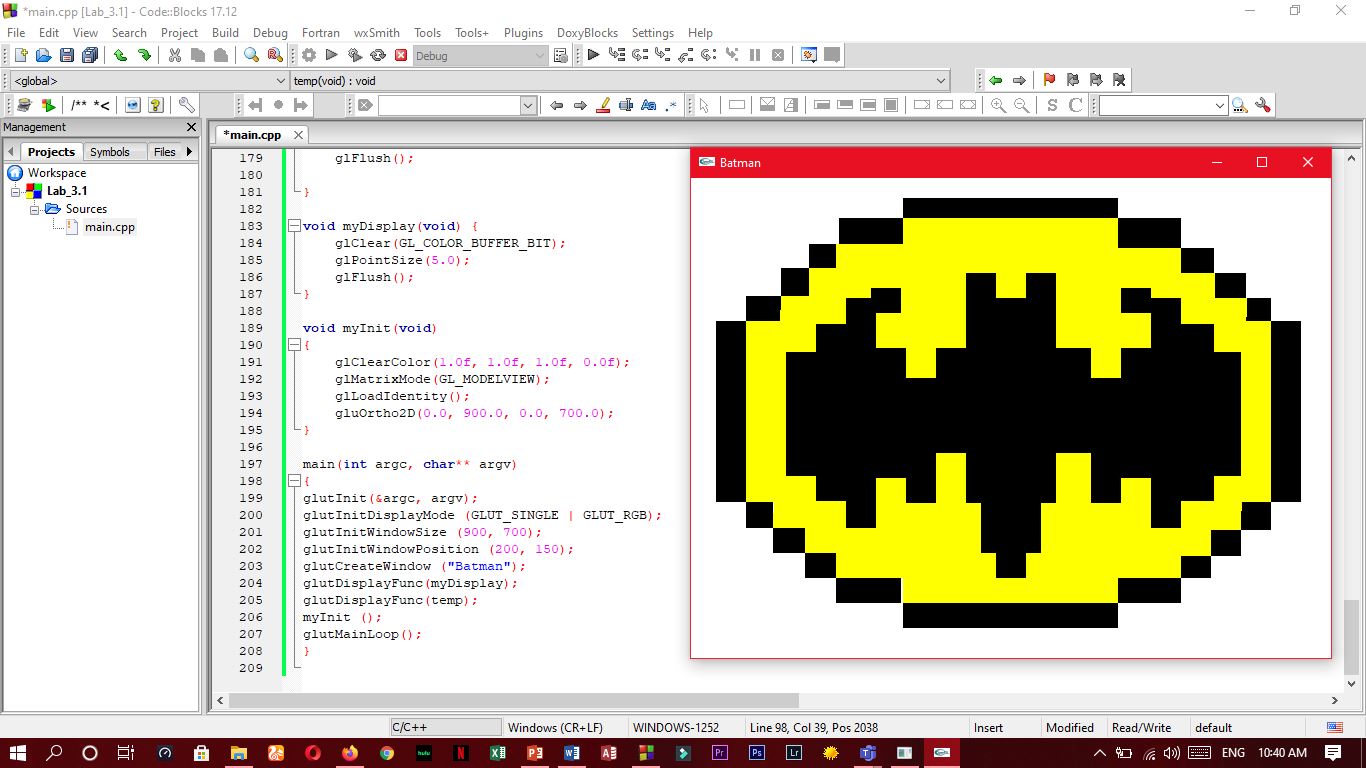 *main.cpp [Lab_3.1] - Code::Blocks 17.12
File Edit View Search Project Build Debug Fortran wxSmith Tools Tools+ Plugins DoxyBlocks Settings Help
Debug
<global> temp(void) : void
/** *<
Aa .*
S C
Management
Projects Symbols Files
Workspace
Lab_3.1
Sources
main.cpp
*main.cpp
179 glFlush();
180
181 }
182
183 void myDisplay(void) {
184 glClear(GL_COLOR_BUFFER_BIT);
185 glPointSize(5.0);
186 glFlush();
187 }
188
189 void myInit(void)
190 {
191 glClearColor(1.0f, 1.0f, 1.0f, 0.0f);
192 glMatrixMode(GL_MODELVIEW);
193 glLoadIdentity();
194 gluOrtho2D(0.0, 900.0, 0.0, 700.0);
195 }
196
197 main(int argc, char** argv)
198 {
199 glutInit(&argc, argv);
200 glutInitDisplayMode (GLUT_SINGLE | GLUT_RGB);
201 glutInitWindowSize (900, 700);
202 glutInitWindowPosition (200, 150);
203 glutCreateWindow ("Batman");
204 glutDisplayFunc(myDisplay);
205 glutDisplayFunc(temp);
206 myInit ();
207 glutMainLoop();
208 }
209
Batman
C/C++ Windows (CR+LF) WINDOWS-1252 Line 98, Col 39, Pos 2038 Insert Modified Read/Write default
hulu N Pr Ps Lr ENG 10:40 AM